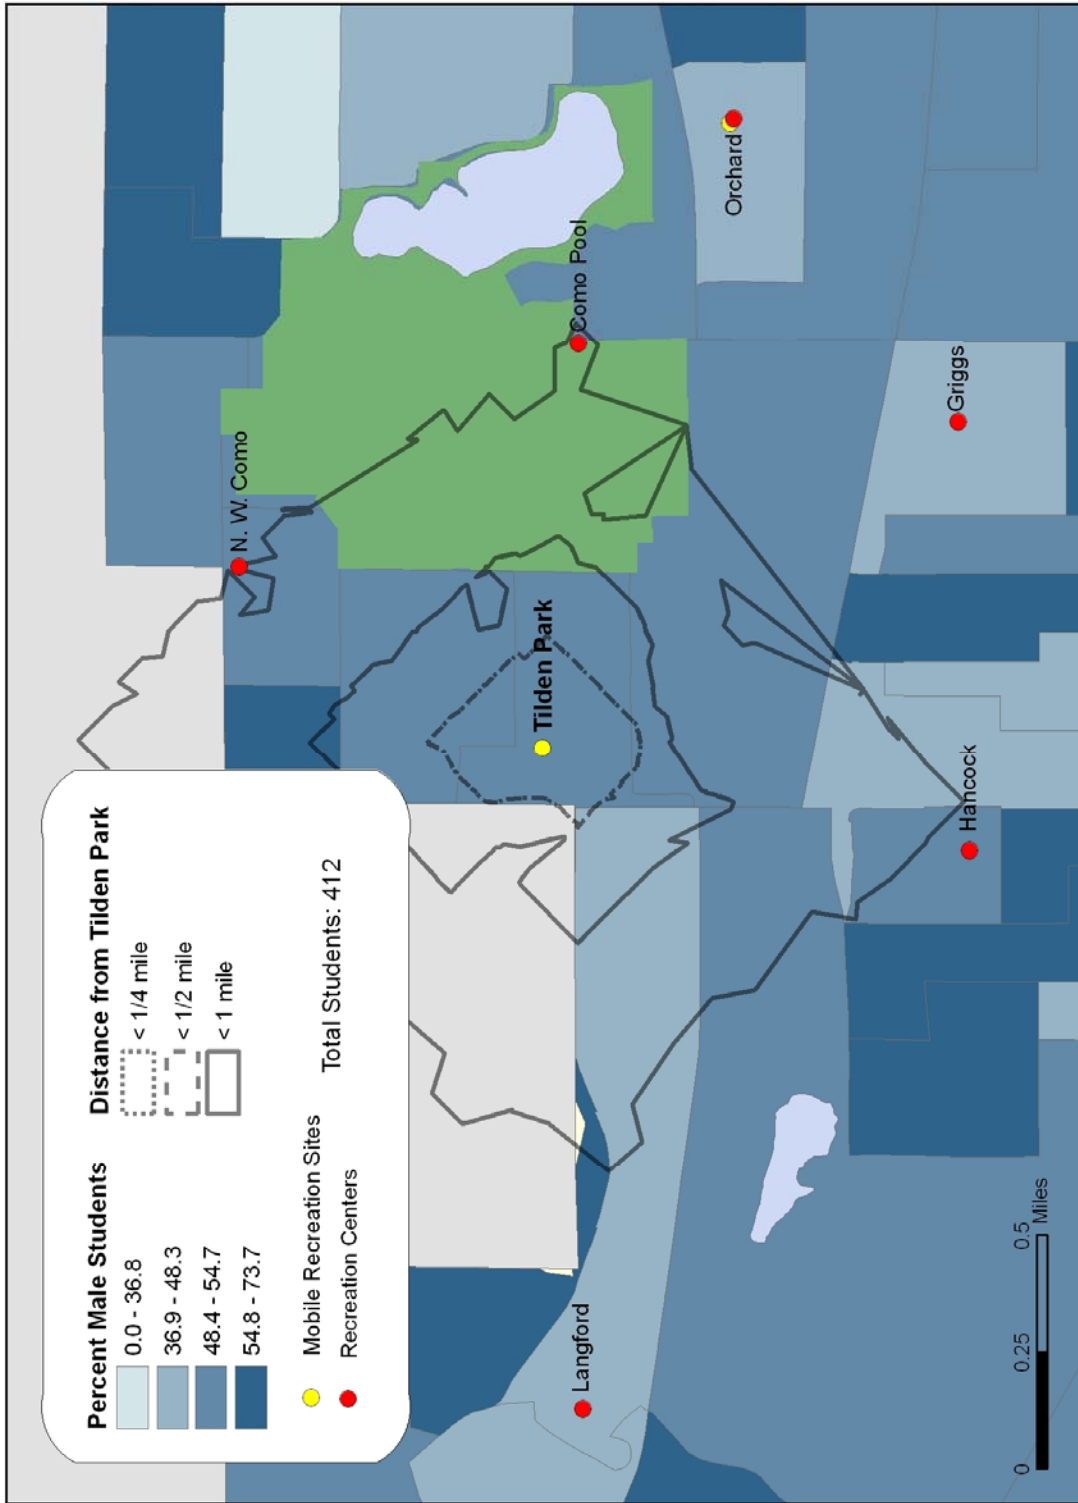 Percent Male Students
0.0 - 36.8
36.9 - 48.3
48.4 - 54.7
54.8 - 73.7
Distance from Tilden Park
< 1/4 mile
< 1/2 mile
< 1 mile
Mobile Recreation Sites
Recreation Centers
Total Students: 412
N. W. Como
Como Pool
Orchard
Tilden Park
Griggs
Langford
Hancock
0 0.25 0.5
Miles